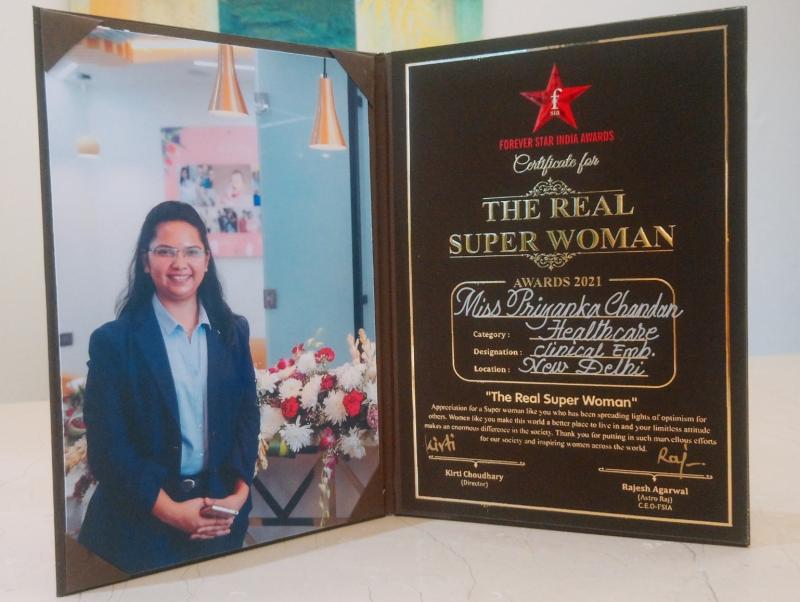 f
sia
FOREVER STAR INDIA AWARDS
Certificate for
THE REAL
SUPER WOMAN
AWARDS 2021
Miss Priyanka Chandan
Category : Healthcare
Designation : Clinical Emb.
Location : New Delhi
"The Real Super Woman"
Appreciation for a Super woman like you who has been spreading lights of optimism for
others. Women like you make this world a better place to live in and your limitless attitude
makes an enormous difference in the society. Thank you for putting in such marvellous efforts
for our society and inspiring women across the world.
Kirti
Raj
Kirti Choudhary
(Director)
Rajesh Agarwal
(Astro Raj)
C.E.O-FSIA